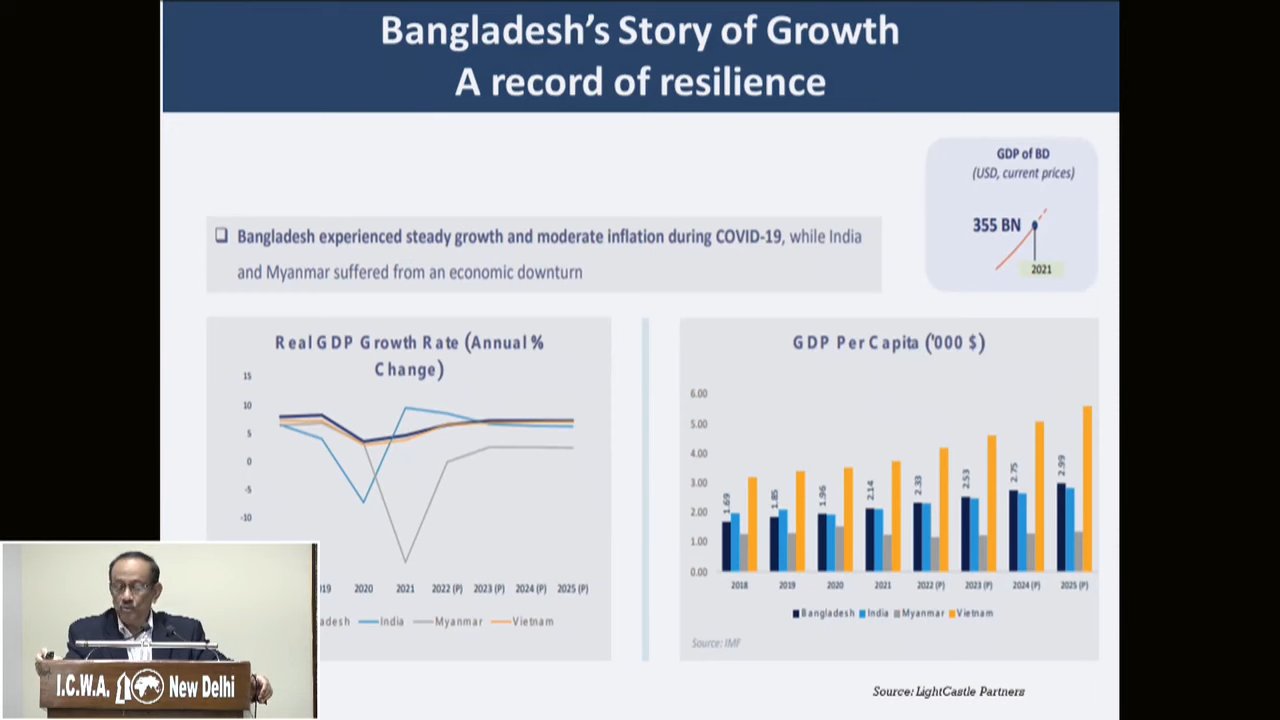 Bangladesh's Story of Growth
A record of resilience
GDP of BD
(USD, current prices)
355 BN
2021
❑ Bangladesh experienced steady growth and moderate inflation during COVID-19, while India
and Myanmar suffered from an economic downturn
Real GDP Growth Rate (Annual %
Change)
15
10
5
0
-5
-10
19 2020 2021 2022 (P) 2023 (P) 2024 (P) 2025 (P)
adesh India Myanmar Vietnam
GDP Per Capita ('000 $)
6.00
5.00
4.00
3.00
2.00
1.00
0.00
1.69 1.85 1.96 2.14 2.33 2.53 2.75 2.99
2018 2019 2020 2021 2022 (P) 2023 (P) 2024 (P) 2025 (P)
Bangladesh India Myanmar Vietnam
Source: IMF
Source: LightCastle Partners
I.C.W.A. New Delhi